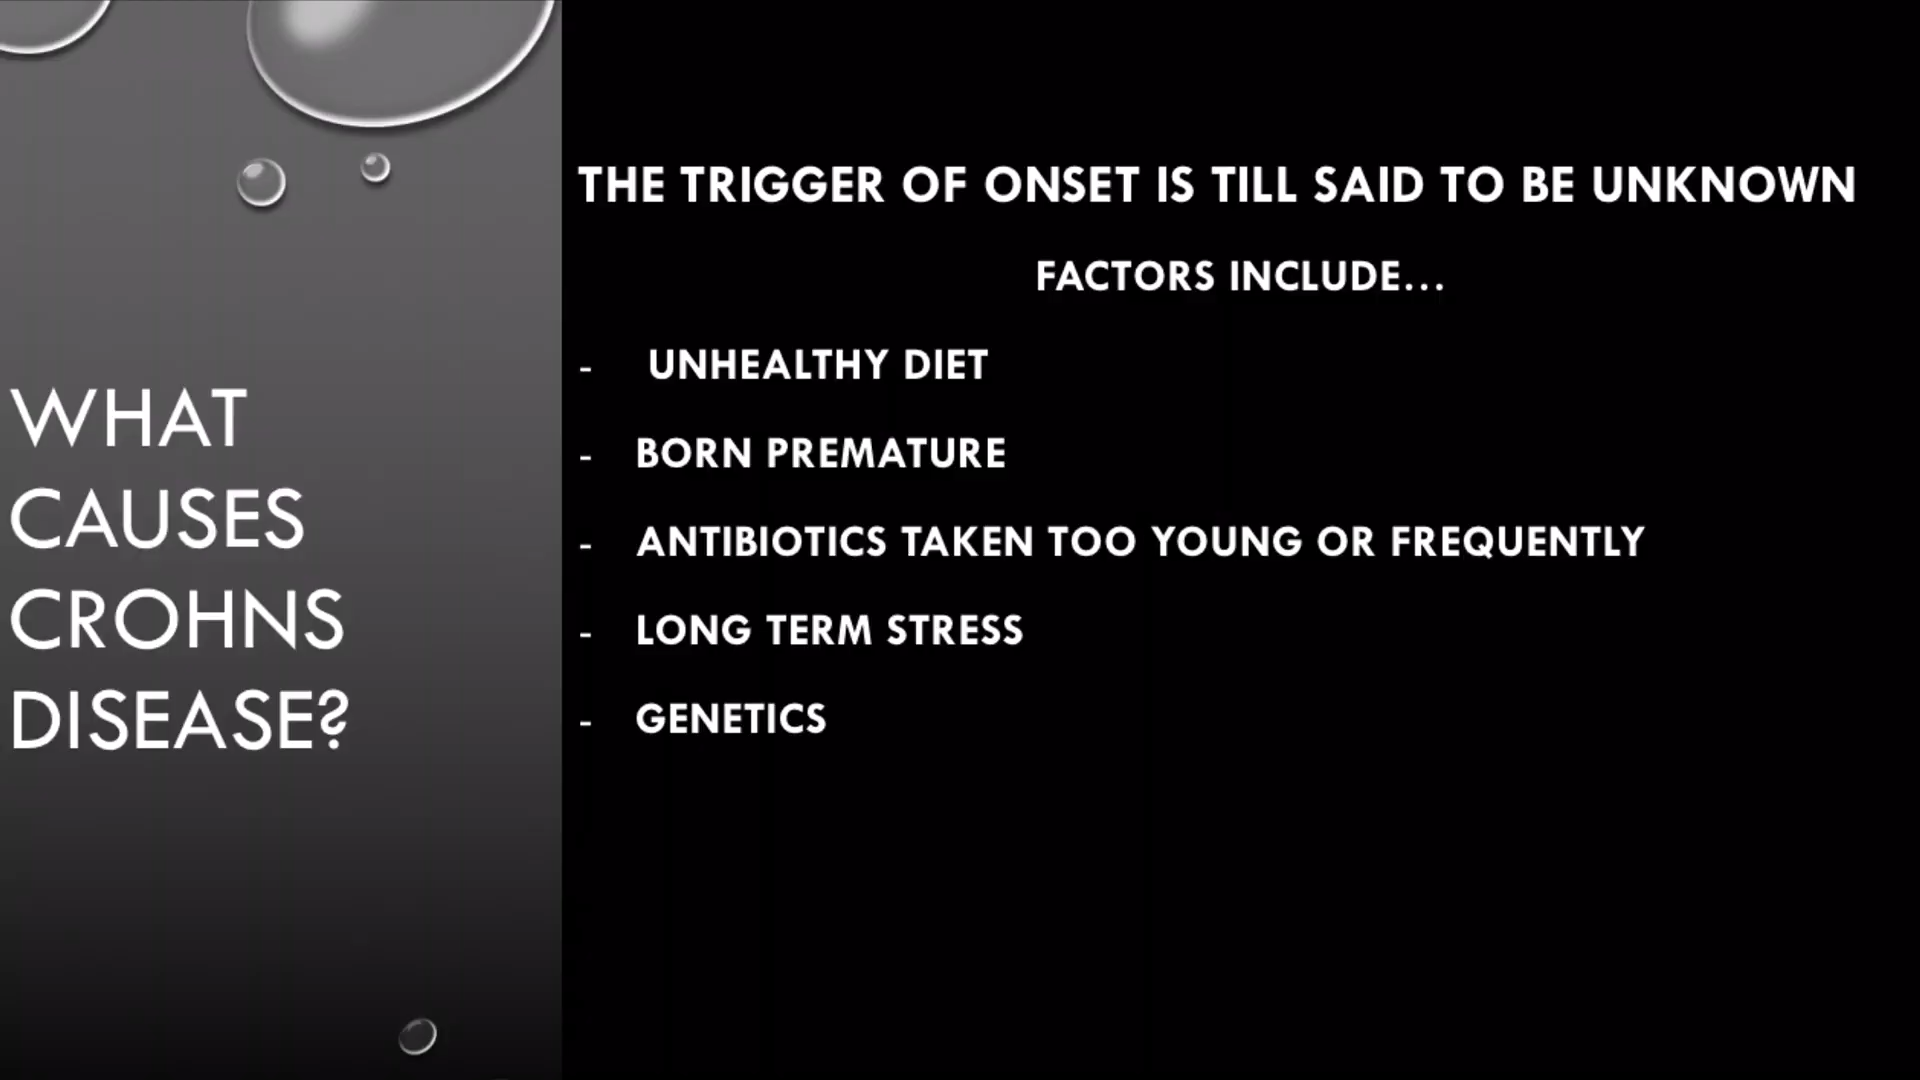 WHAT
CAUSES
CROHNS
DISEASE?
THE TRIGGER OF ONSET IS TILL SAID TO BE UNKNOWN
FACTORS INCLUDE...
- UNHEALTHY DIET
- BORN PREMATURE
- ANTIBIOTICS TAKEN TOO YOUNG OR FREQUENTLY
- LONG TERM STRESS
- GENETICS